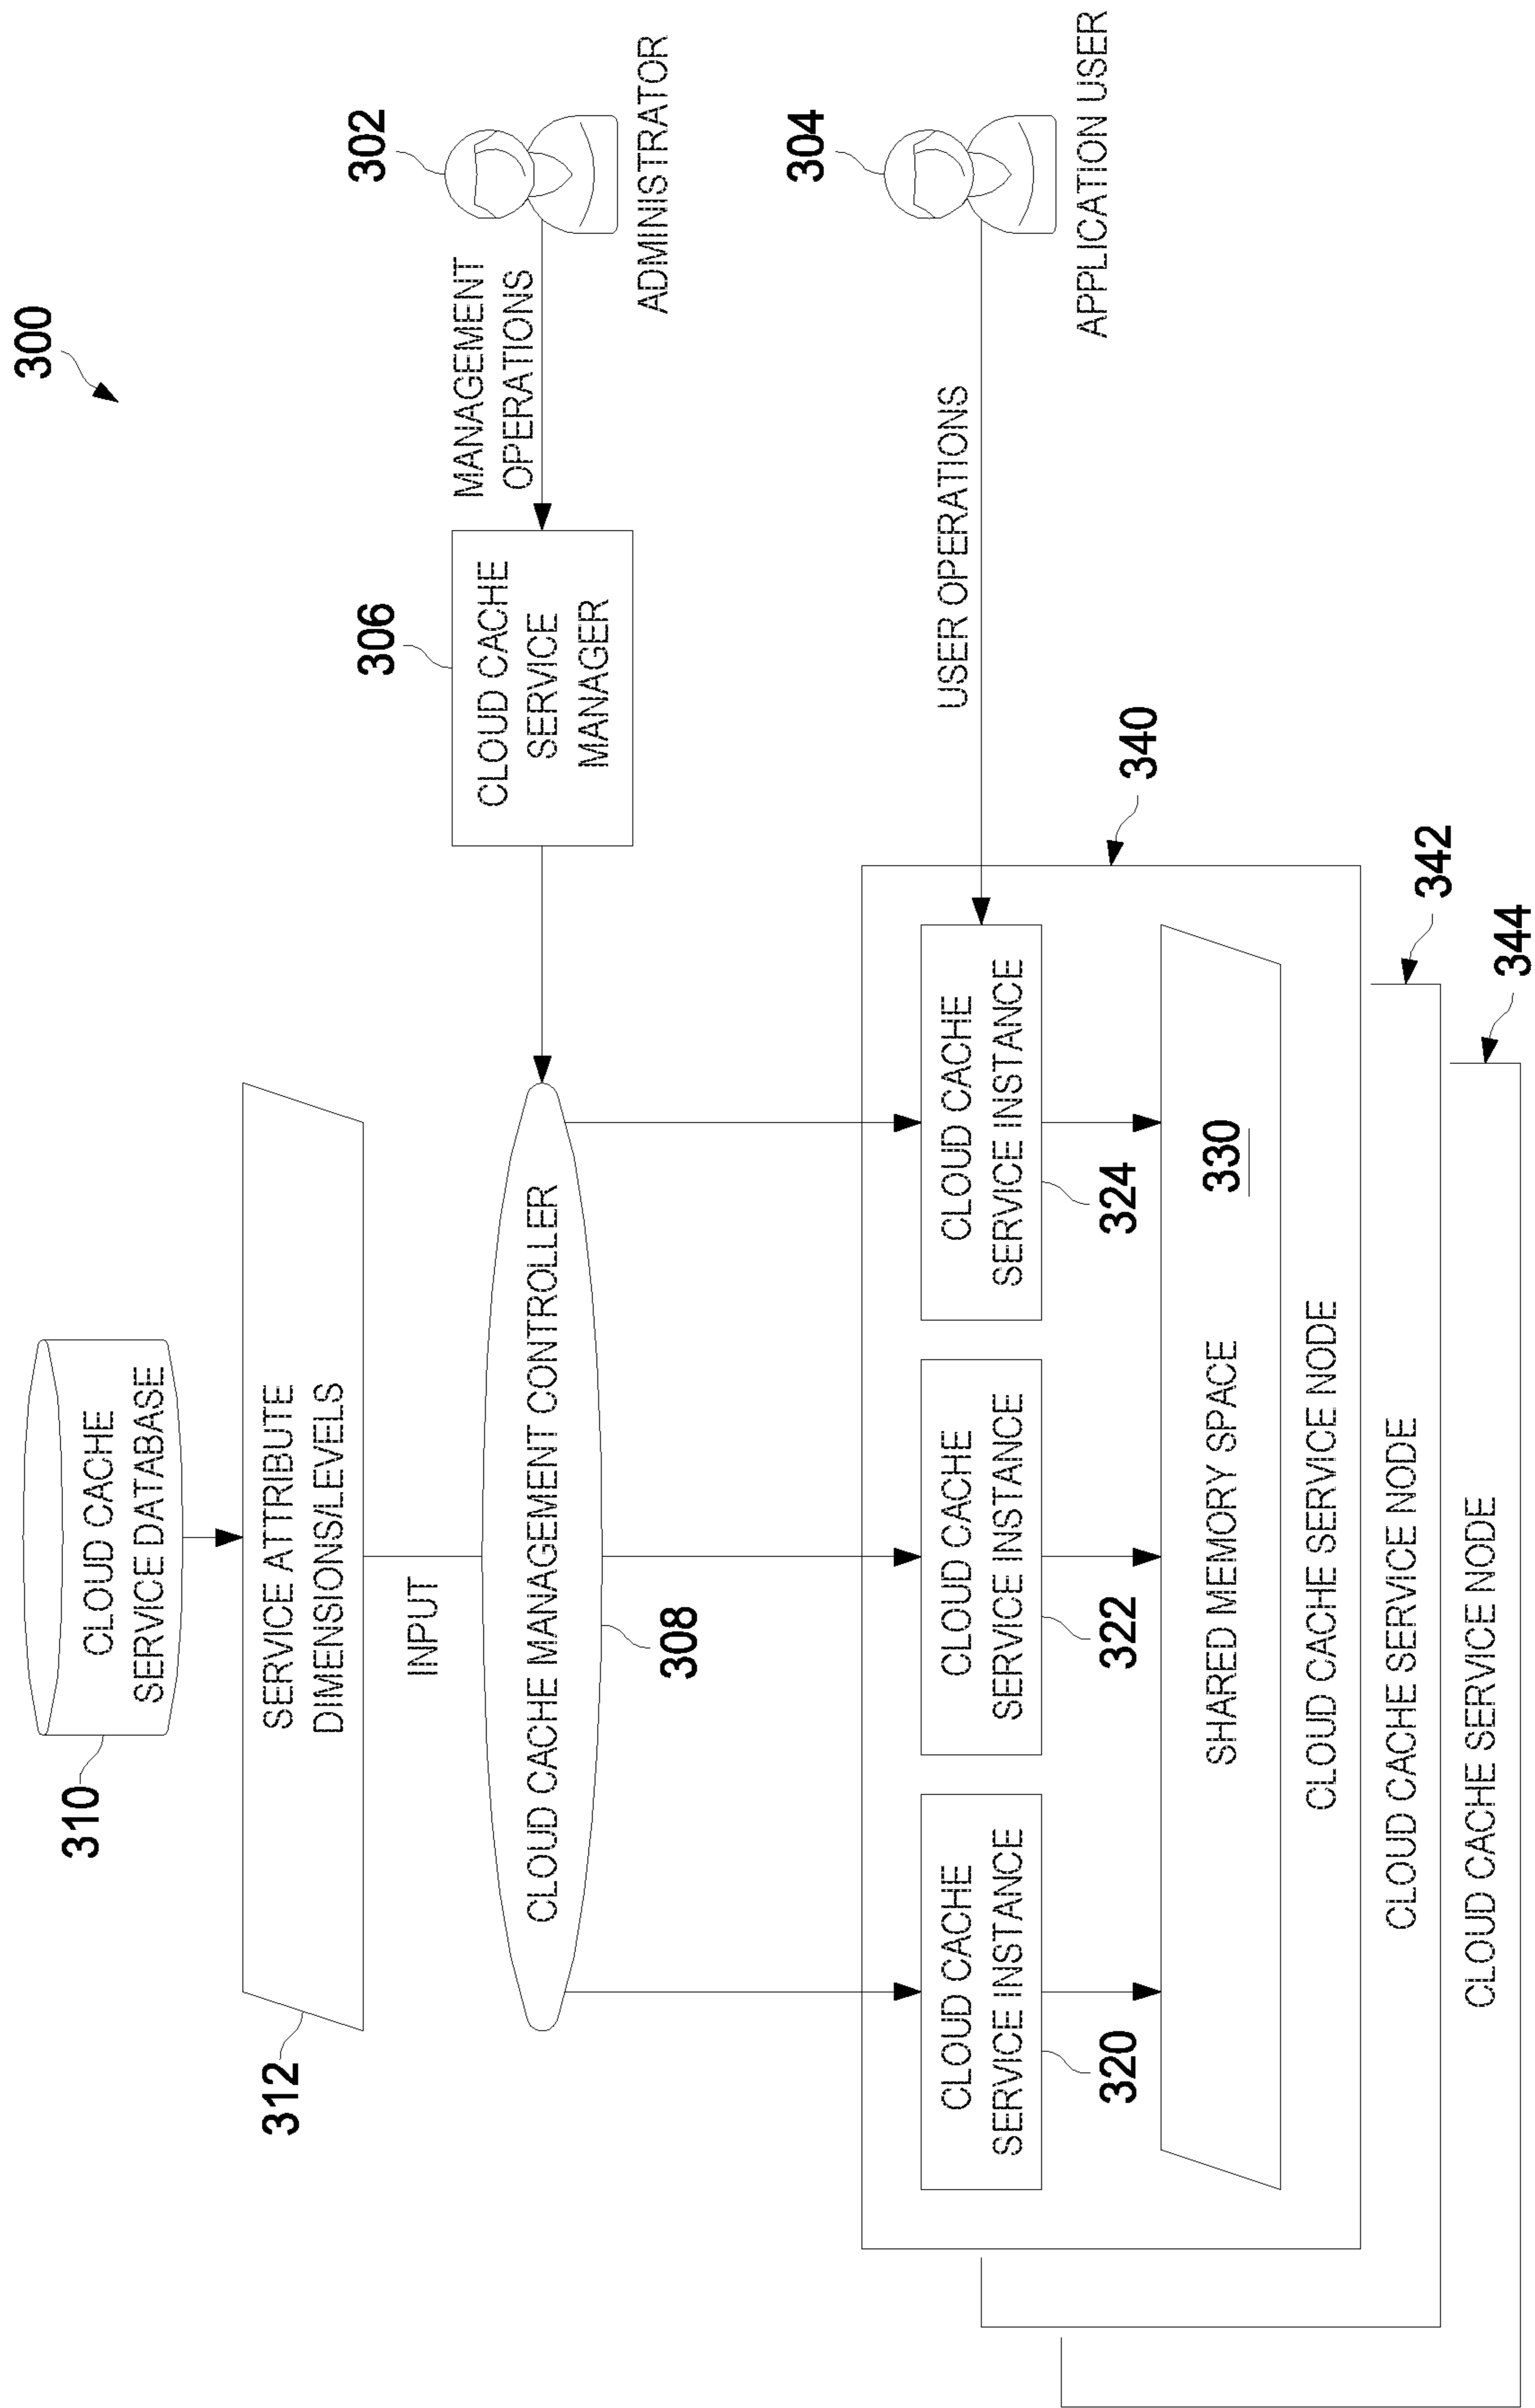 300
310
CLOUD CACHE
SERVICE DATABASE
312
SERVICE ATTRIBUTE
DIMENSIONS/LEVELS
INPUT
CLOUD CACHE MANAGEMENT CONTROLLER
308
306
CLOUD CACHE
SERVICE
MANAGER
MANAGEMENT
OPERATIONS
302
ADMINISTRATOR
304
APPLICATION USER
USER OPERATIONS
CLOUD CACHE
SERVICE INSTANCE
320
CLOUD CACHE
SERVICE INSTANCE
322
CLOUD CACHE
SERVICE INSTANCE
324
SHARED MEMORY SPACE
330
CLOUD CACHE SERVICE NODE
340
CLOUD CACHE SERVICE NODE
342
CLOUD CACHE SERVICE NODE
344